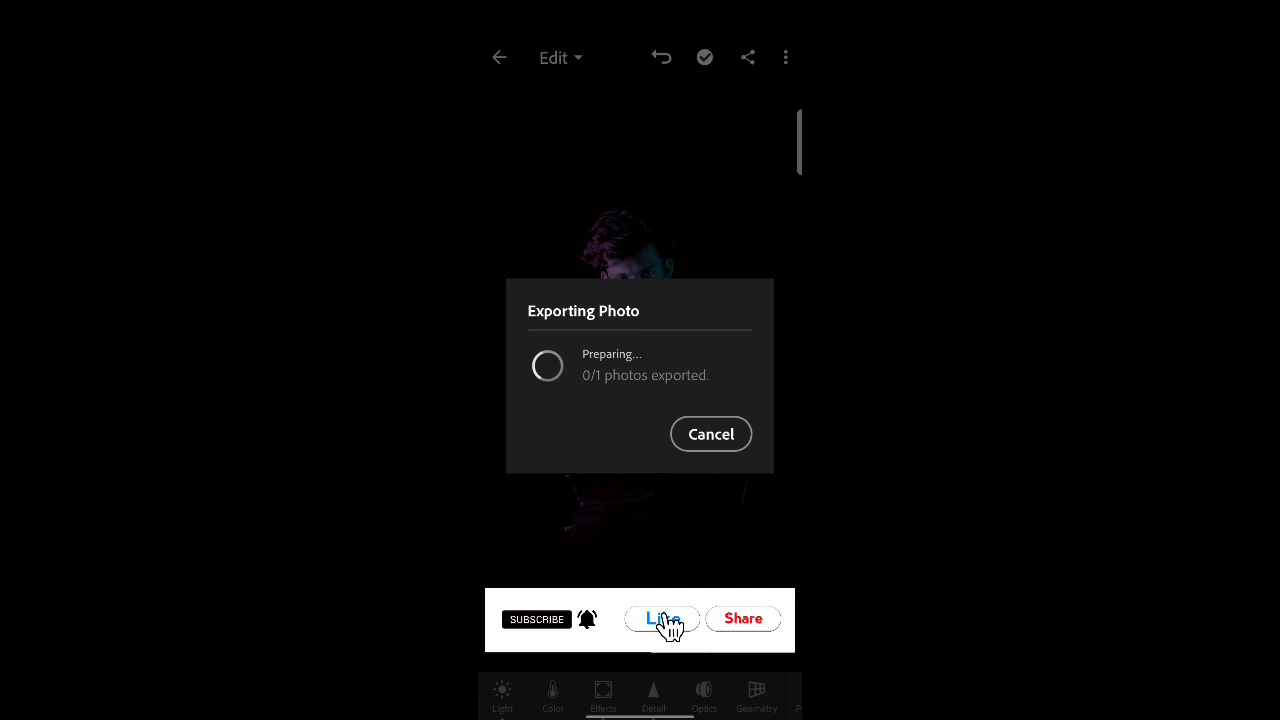 Edit
Exporting Photo
Preparing...
0/1 photos exported.
Cancel
SUBSCRIBE
Share
Light
Color
Effects
Detail
Optics
Geometry